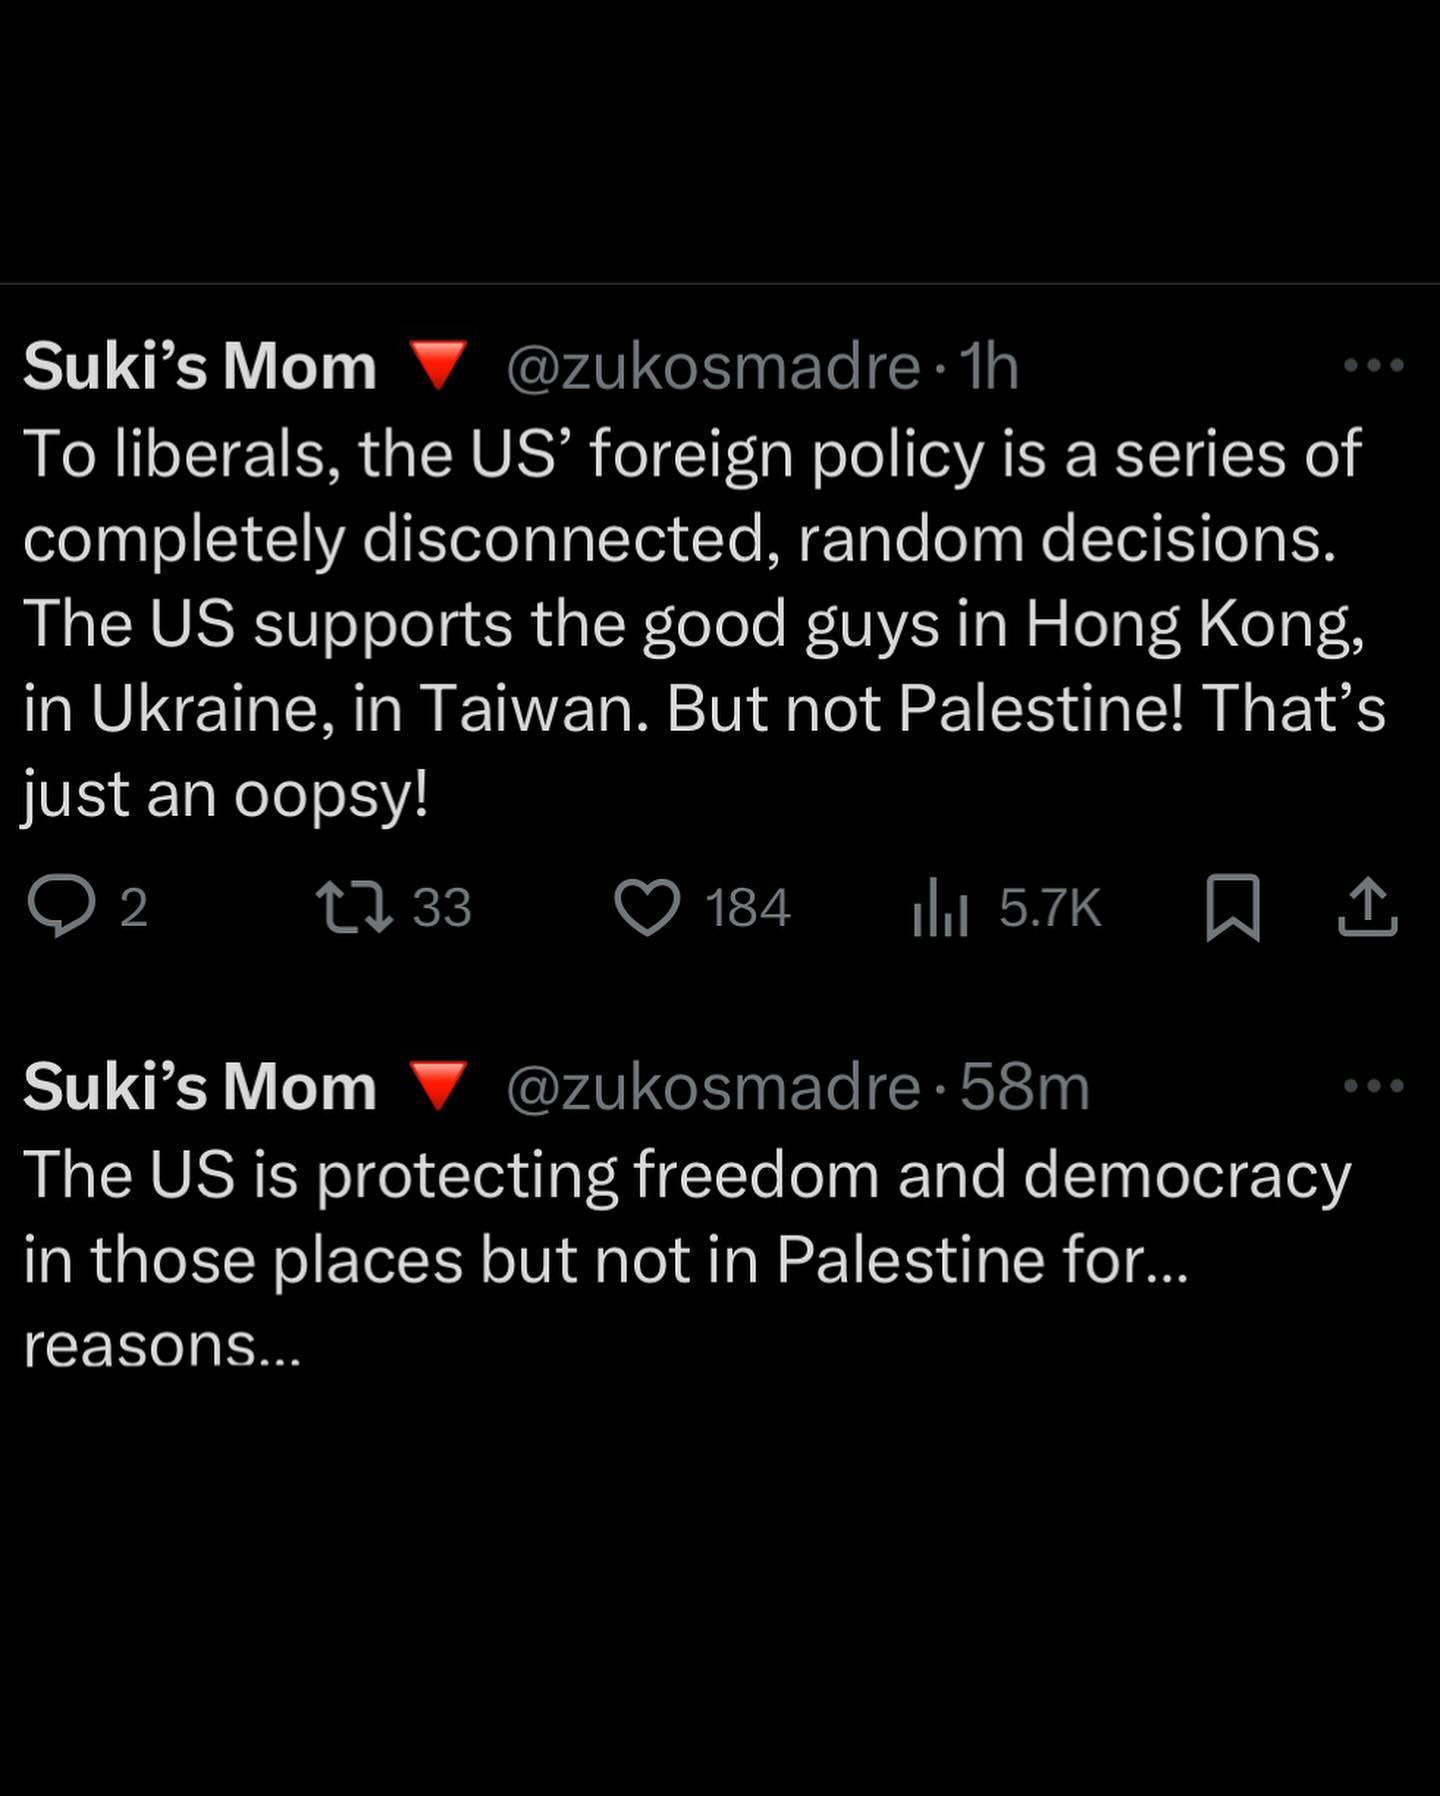 Suki’s Mom 🔻 @zukosmadre · 1h
To liberals, the US’ foreign policy is a series of
completely disconnected, random decisions.
The US supports the good guys in Hong Kong,
in Ukraine, in Taiwan. But not Palestine! That’s
just an oopsy!
2 33 184 5.7K
Suki’s Mom 🔻 @zukosmadre · 58m
The US is protecting freedom and democracy
in those places but not in Palestine for...
reasons...